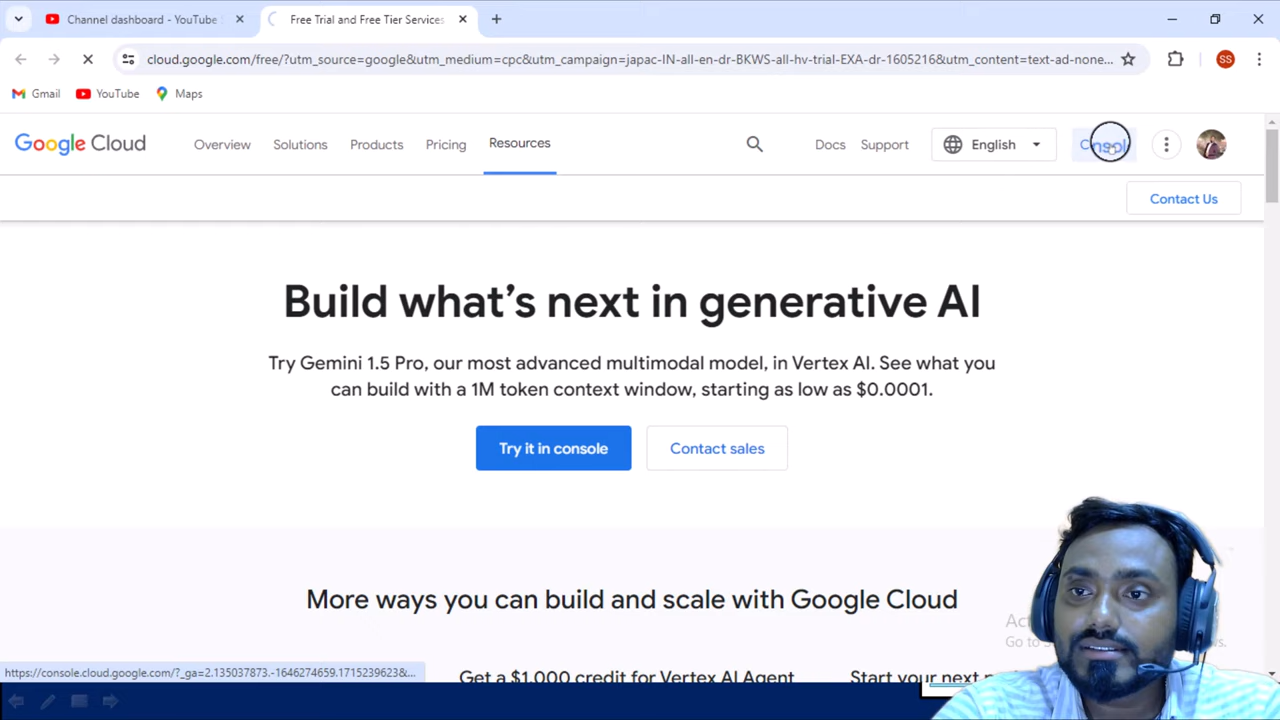 Channel dashboard - YouTube
Free Trial and Free Tier Services
cloud.google.com/free/?utm_source=google&utm_medium=cpc&utm_campaign=japac-IN-all-en-dr-BKWS-all-hv-trial-EXA-dr-1605216&utm_content=text-ad-none...
SS
Gmail
YouTube
Maps
Google Cloud
Overview
Solutions
Products
Pricing
Resources
Docs
Support
English
Contact Us
Build what's next in generative AI
Try Gemini 1.5 Pro, our most advanced multimodal model, in Vertex AI. See what you
can build with a 1M token context window, starting as low as $0.0001.
Try it in console
Contact sales
More ways you can build and scale with Google Cloud
Go to
https://console.cloud.google.com/?_ga=2.135037873.-1646274659.1715239623&...
Get a $1,000 credit for Vertex AI Agent
Start your next